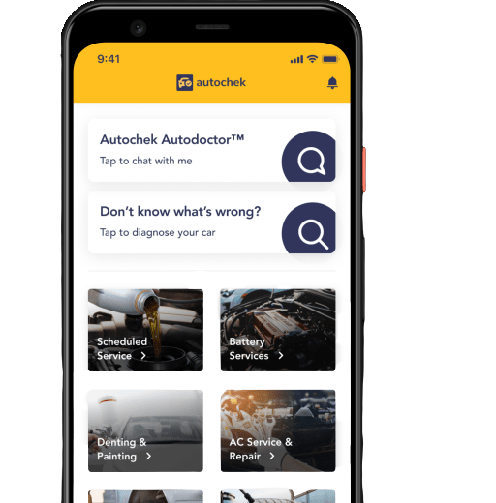 9:41
autochek
Autochek Autodoctor™
Tap to chat with me
Don't know what's wrong?
Tap to diagnose your car
Scheduled
Service
Battery
Services
Denting &
Painting
AC Service &
Repair